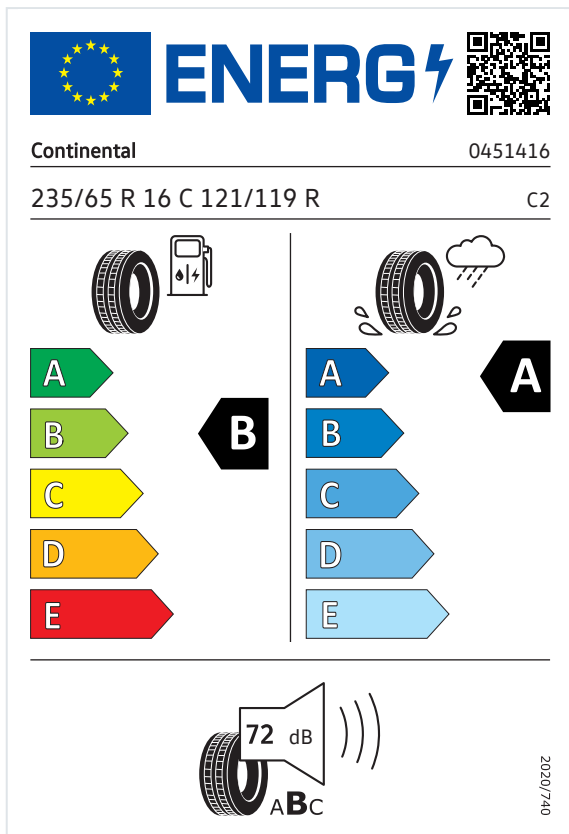 ENERG
Continental 0451416
235/65 R 16 C 121/119 R C2
A A A
B B B
C C
D D
E E
72 dB
ABC
2020/740